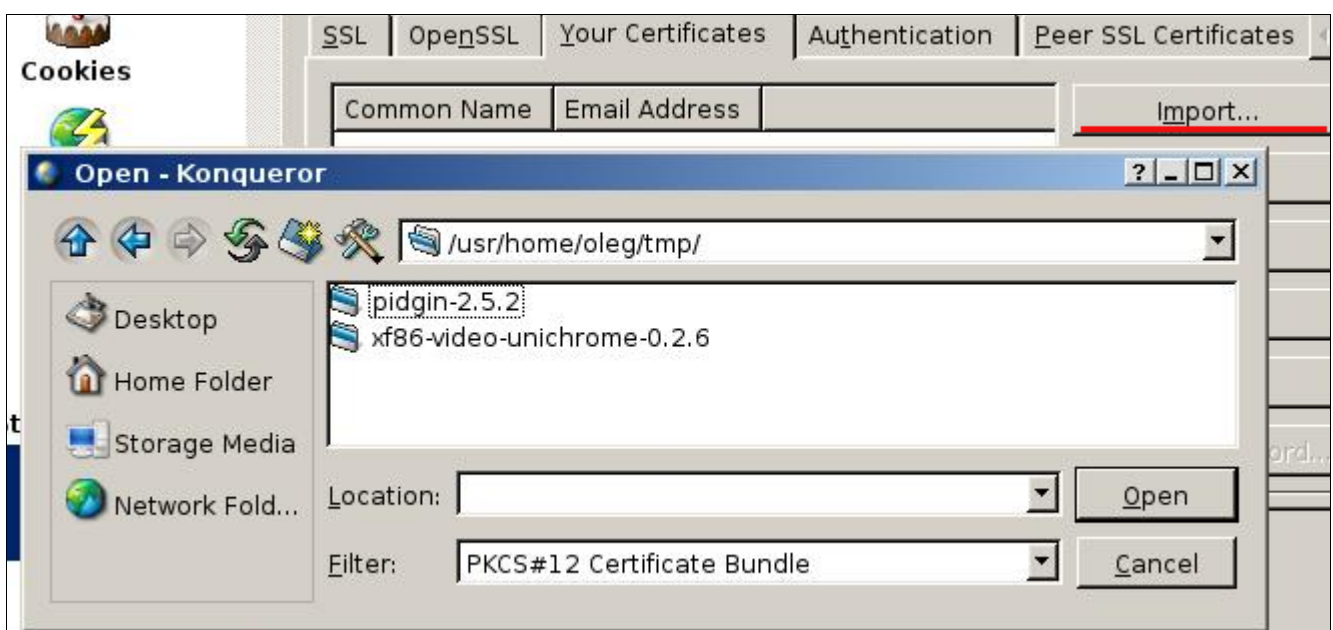 SSL OpenSSL Your Certificates Authentication Peer SSL Certificates
Cookies
Common Name Email Address Import...
Open - Konqueror
/usr/home/oleg/tmp/
pidgin-2.5.2
Desktop
xf86-video-unichrome-0.2.6
Home Folder
Storage Media
Network Fold...
Location: Open
Filter: PKCS#12 Certificate Bundle Cancel